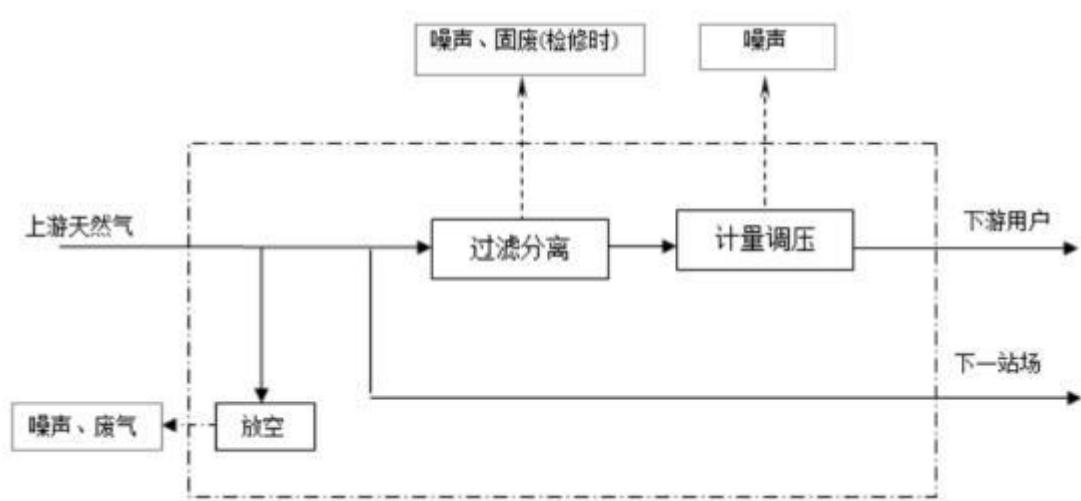 噪声、固废(检修时)
噪声
上游天然气
过滤分离
计量调压
下游用户
下一站场
噪声、废气
放空